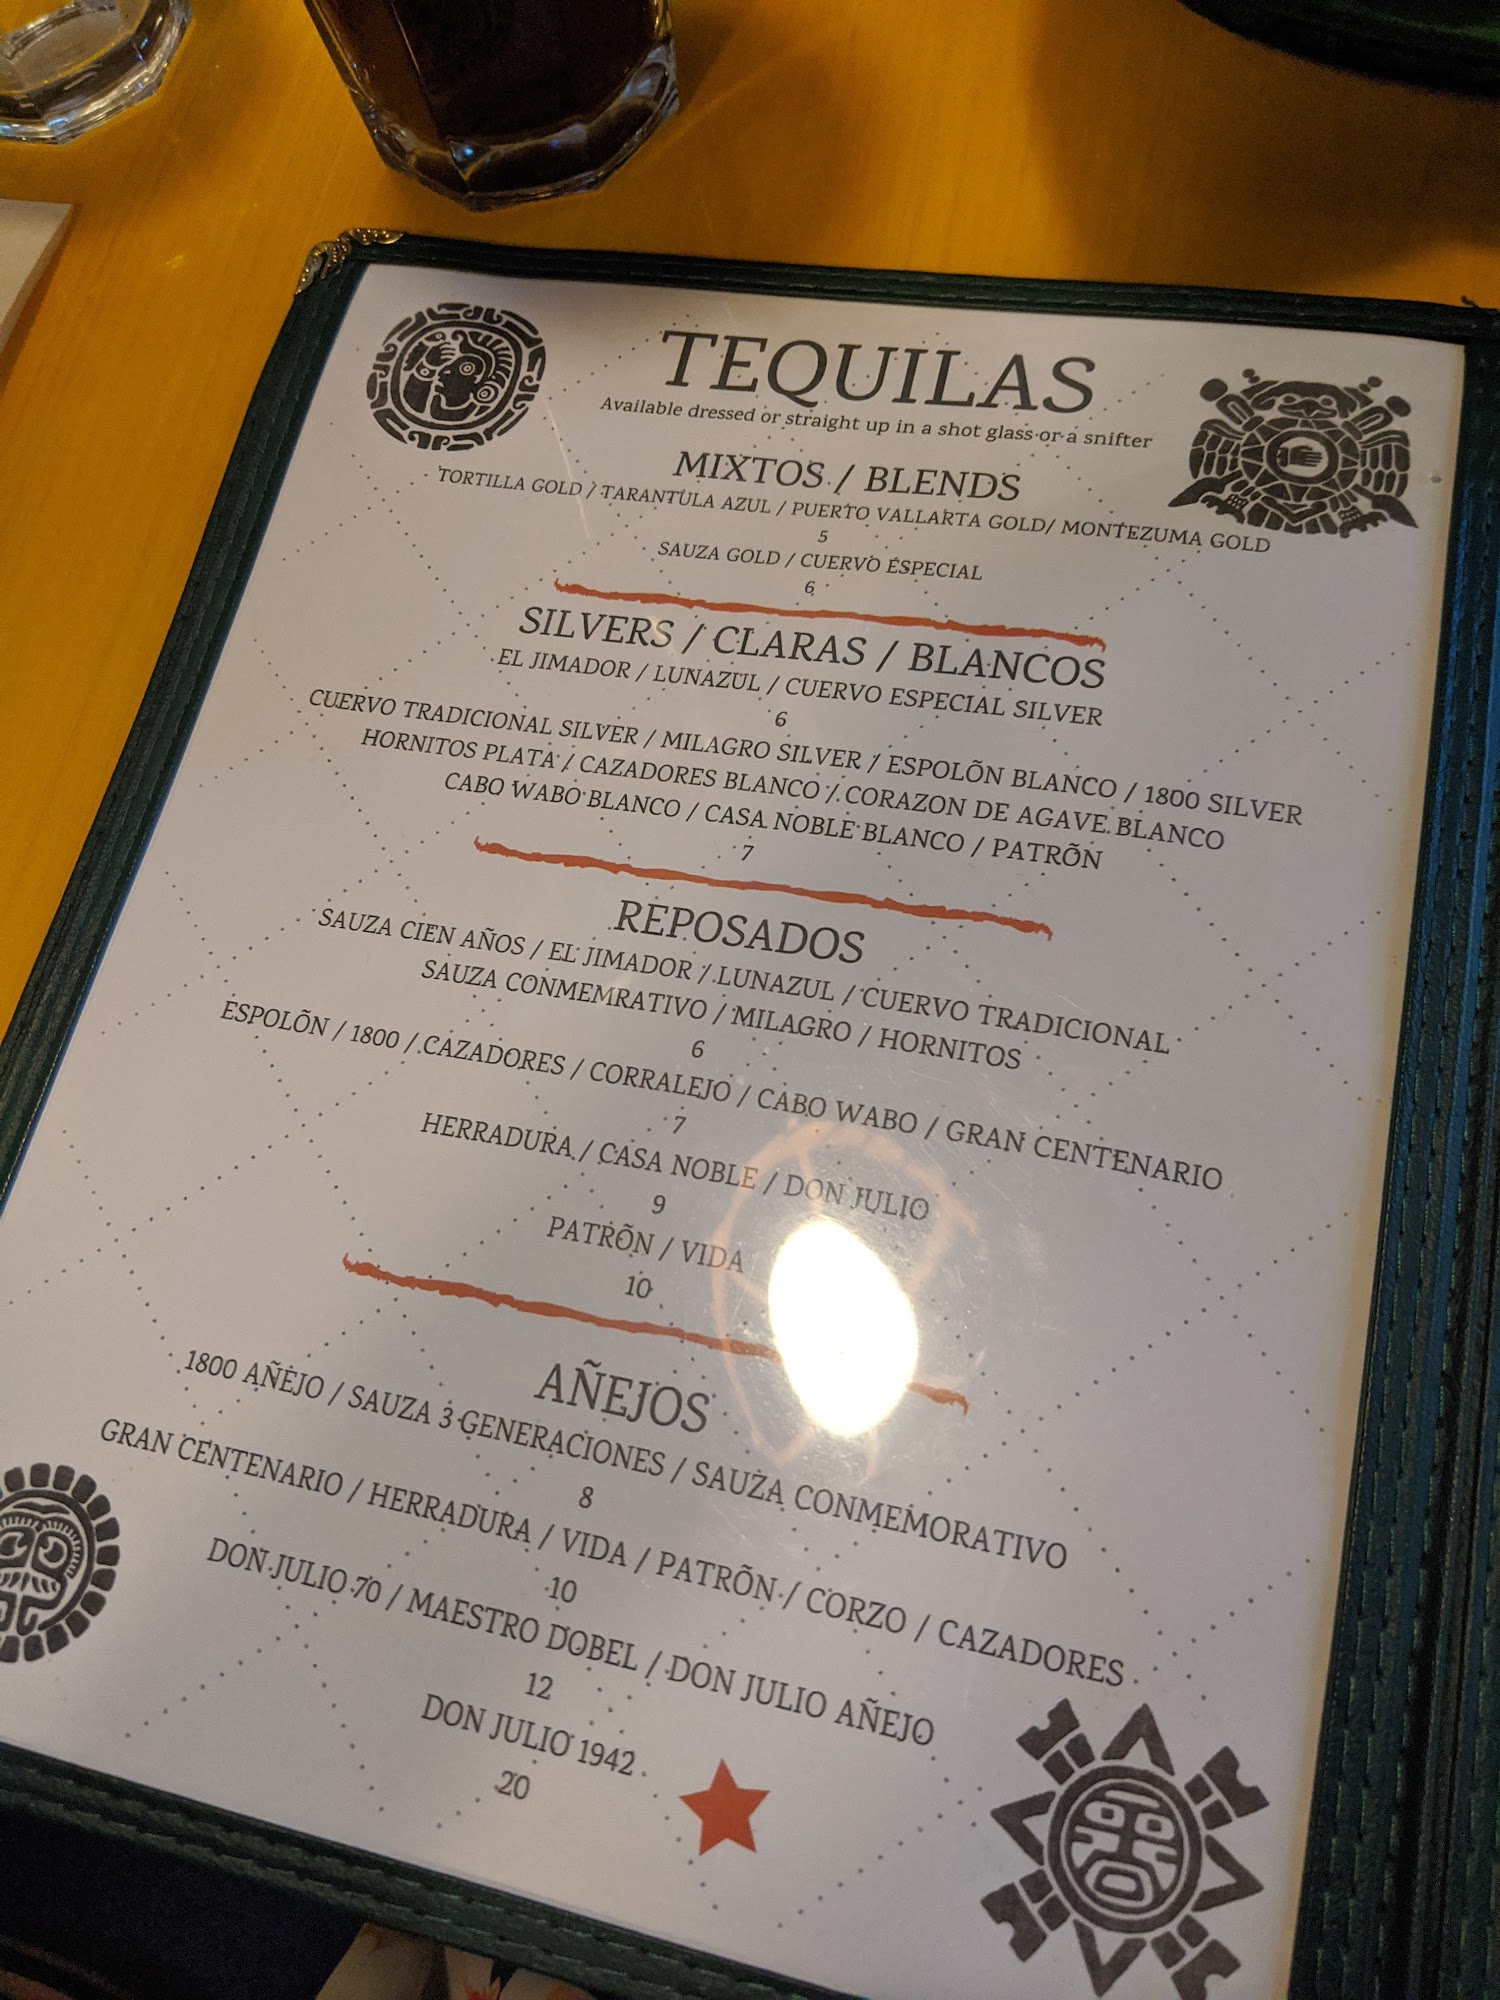 TEQUILAS
Available dressed or straight up in a shot glass or a snifter
MIXTOS / BLENDS
TORTILLA GOLD / TARANTULA AZUL / PUERTO VALLARTA GOLD/ MONTEZUMA GOLD
5
SAUZA GOLD / CUERVO ESPECIAL
6
SILVERS / CLARAS / BLANCOS
EL JIMADOR / LUNAZUL / CUERVO ESPECIAL SILVER
6
CUERVO TRADICIONAL SILVER / MILAGRO SILVER / ESPOLÕN BLANCO / 1800 SILVER
HORNITOS PLATA / CAZADORES BLANCO / CORAZON DE AGAVE BLANCO
CABO WABO BLANCO / CASA NOBLE BLANCO / PATRÕN
7
REPOSADOS
SAUZA CIEN AÑOS / EL JIMADOR / LUNAZUL / CUERVO TRADICIONAL
SAUZA CONMEMRATIVO / MILAGRO / HORNITOS
6
ESPOLÕN / 1800 / CAZADORES / CORRALEJO / CABO WABO / GRAN CENTENARIO
7
HERRADURA / CASA NOBLE / DON JULIO
9
PATRÕN / VIDA
10
AÑEJOS
1800 AÑEJO / SAUZA 3 GENERACIONES / SAUZA CONMEMORATIVO
8
GRAN CENTENARIO / HERRADURA / VIDA / PATRÕN / CORZO / CAZADORES
10
DON JULIO 70 / MAESTRO DOBEL / DON JULIO AÑEJO
12
DON JULIO 1942
20